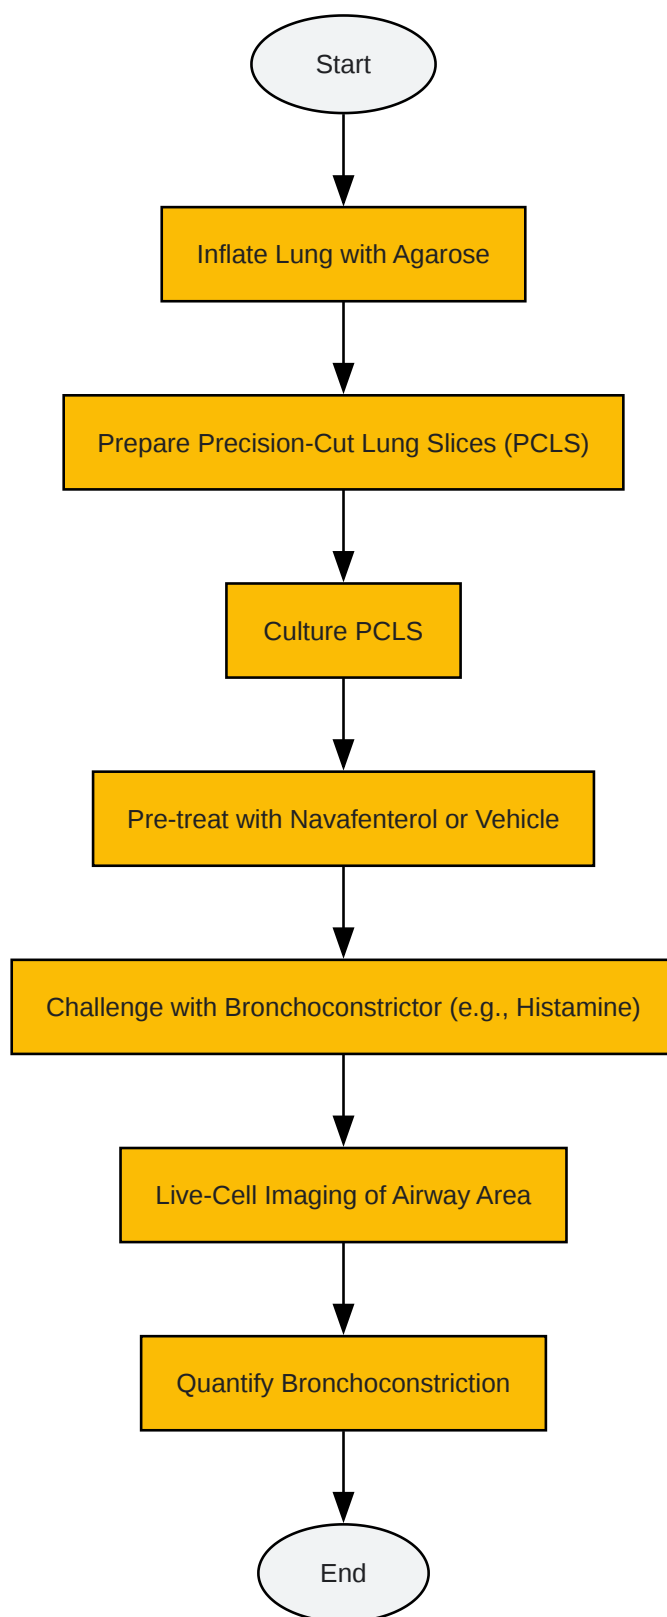 Start
Inflate Lung with Agarose
Prepare Precision-Cut Lung Slices (PCLS)
Culture PCLS
Pre-treat with Navafenterol or Vehicle
Challenge with Bronchoconstrictor (e.g., Histamine)
Live-Cell Imaging of Airway Area
Quantify Bronchoconstriction
End